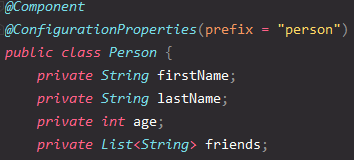 @Component
@ConfigurationProperties(prefix = "person")
public class Person {
    private String firstName;
    private String lastName;
    private int age;
    private List<String> friends;